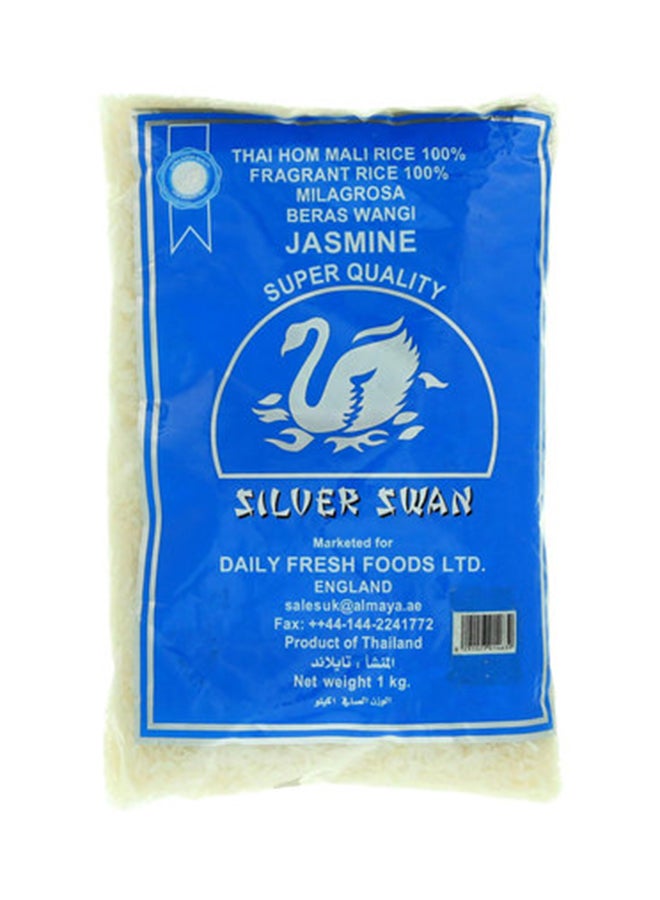 THAI HOM MALI RICE 100%
FRAGRANT RICE 100%
MILAGROSA
BERAS WANGI
JASMINE
SUPER QUALITY
SILVER SWAN
Marketed for
DAILY FRESH FOODS LTD.
ENGLAND
salesuk@almaya.ae
Fax: ++44-144-2241772
Product of Thailand
المنشأ : تايلاند
Net weight 1 kg.
الوزن الصافي ١ كيلو